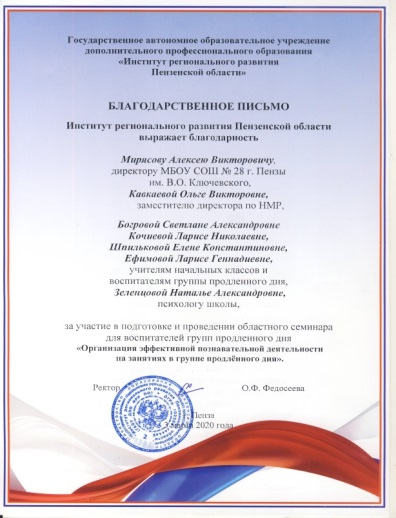 Государственное автономное образовательное учреждение
дополнительного профессионального образования
«Институт регионального развития
Пензенской области»
БЛАГОДАРСТВЕННОЕ ПИСЬМО
Институт регионального развития Пензенской области
выражает благодарность
Мирясову Алексею Викторовичу,
директору МБОУ СОШ № 28 г. Пензы
им. В.О. Ключевского,
Кавкаевой Ольге Викторовне,
заместителю директора по НМР,
Богровой Светлане Александровне
Кочневой Ларисе Николаевне,
Шпильковой Елене Константиновне,
Ефимовой Ларисе Геннадиевне,
учителям начальных классов и
воспитателям группы продленного дня,
Зеленцовой Наталье Александровне,
психологу школы,
за участие в подготовке и проведении областного семинара
для воспитателей групп продленного дня
«Организация эффективной познавательной деятельности
на занятиях в группе продлённого дня».
Ректор О.Ф. Федосеева
Пенза
2020 года